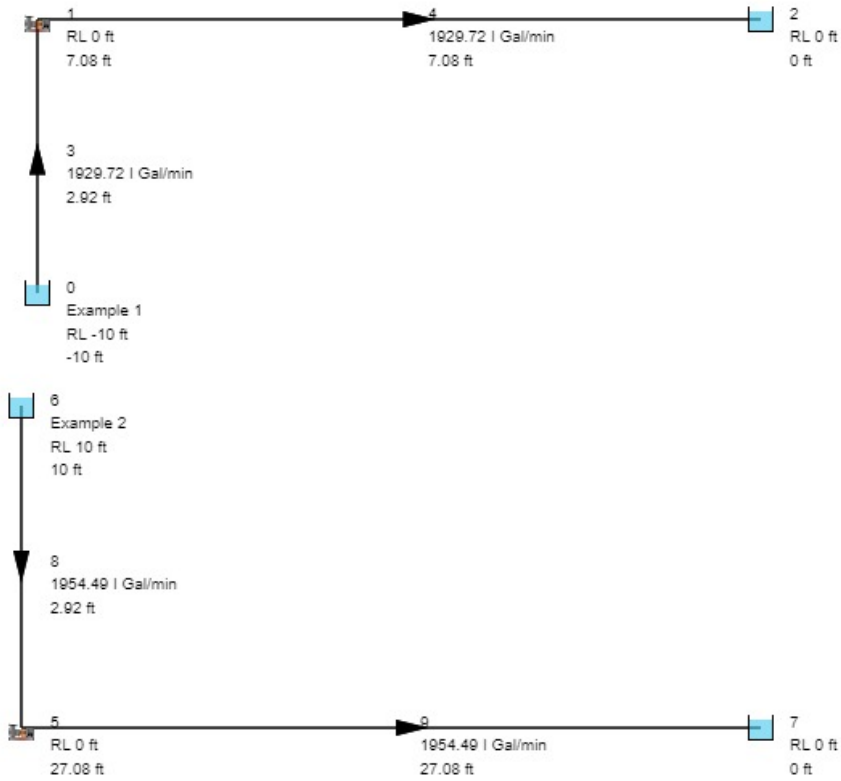 1
RL 0 ft
7.08 ft
4
1929.72 I Gal/min
7.08 ft
2
RL 0 ft
0 ft
3
1929.72 I Gal/min
2.92 ft
0
Example 1
RL -10 ft
-10 ft
6
Example 2
RL 10 ft
10 ft
8
1954.49 I Gal/min
2.92 ft
5
RL 0 ft
27.08 ft
9
1954.49 I Gal/min
27.08 ft
7
RL 0 ft
0 ft